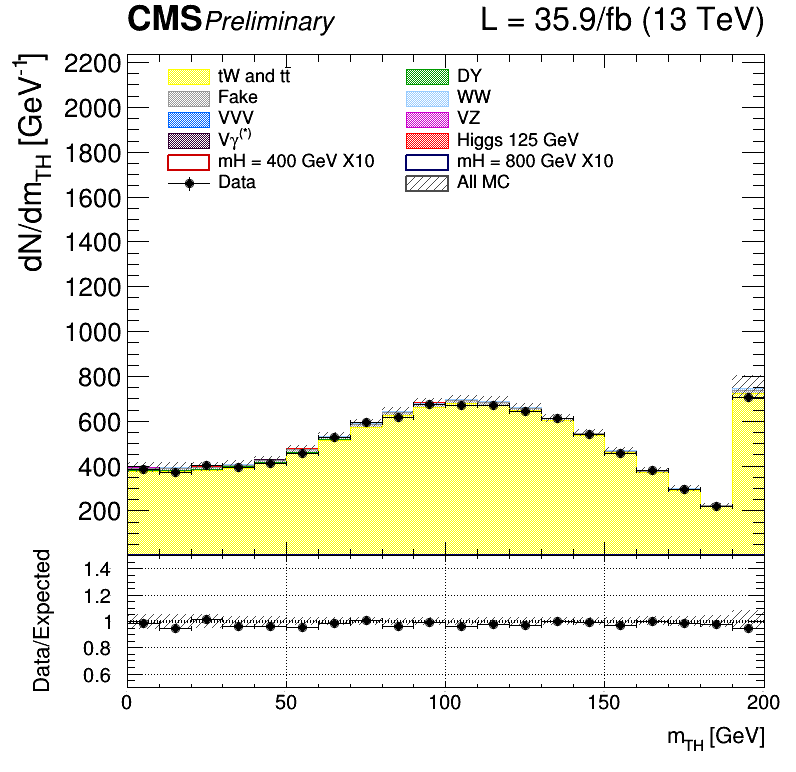 CMS Preliminary L = 35.9/fb (13 TeV)
dN/dm_TH [GeV⁻¹]
2200
2000
1800
1600
1400
1200
1000
800
600
400
200
tW and tt̅ DY
Fake WW
VVV VZ
Vγ(*) Higgs 125 GeV
mH = 400 GeV X10 mH = 800 GeV X10
Data All MC
Data/Expected
1.4
1.2
1
0.8
0.6
0 50 100 150 200
m_TH [GeV]